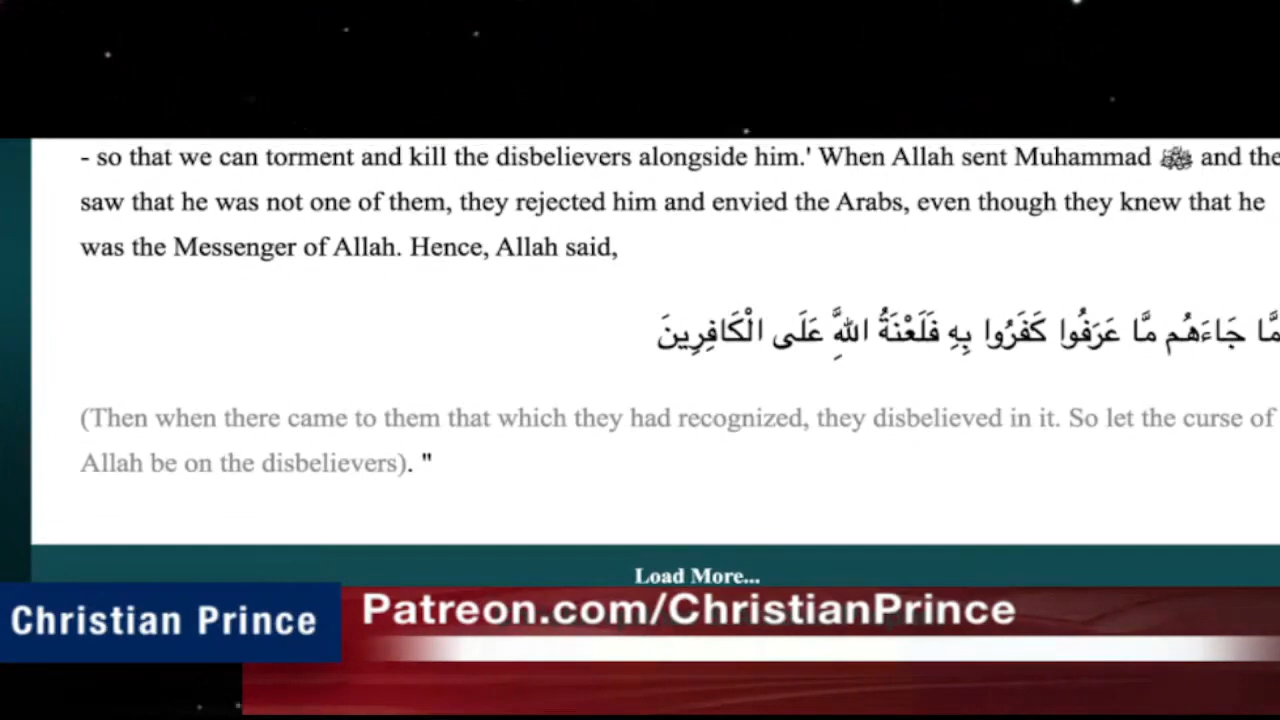 - so that we can torment and kill the disbelievers alongside him.' When Allah sent Muhammad ﷺ and the
saw that he was not one of them, they rejected him and envied the Arabs, even though they knew that he
was the Messenger of Allah. Hence, Allah said,
مَّا جَاءَهُم مَّا عَرَفُوا كَفَرُوا بِهِ فَلَعْنَةُ اللَّهِ عَلَى الْكَافِرِينَ
(Then when there came to them that which they had recognized, they disbelieved in it. So let the curse of
Allah be on the disbelievers). "
Load More...
Christian Prince
Patreon.com/ChristianPrince